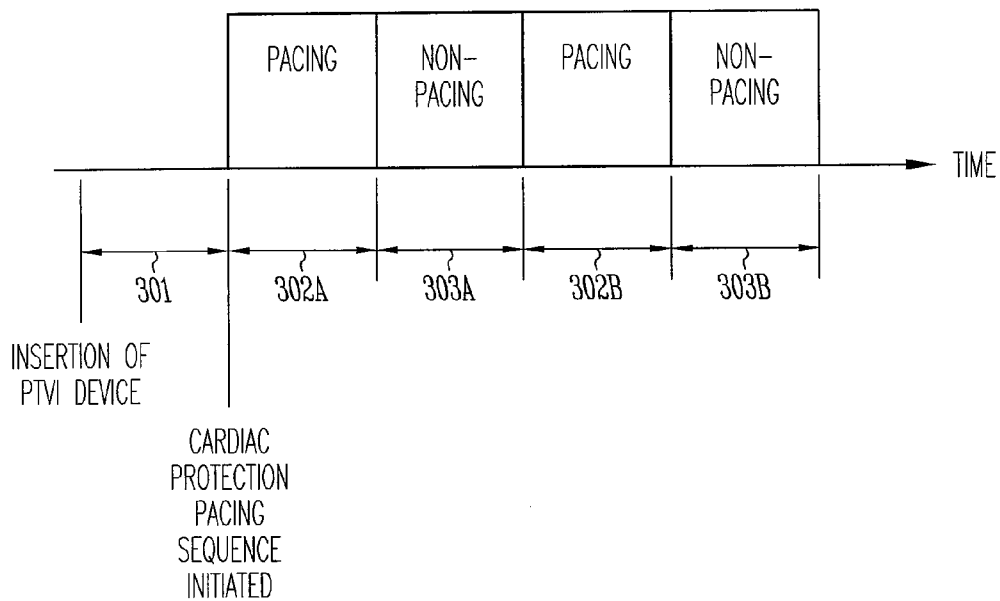 PACING
NON-
PACING
PACING
NON-
PACING
TIME
301
302A
303A
302B
303B
INSERTION OF
PTVI DEVICE
CARDIAC
PROTECTION
PACING
SEQUENCE
INITIATED